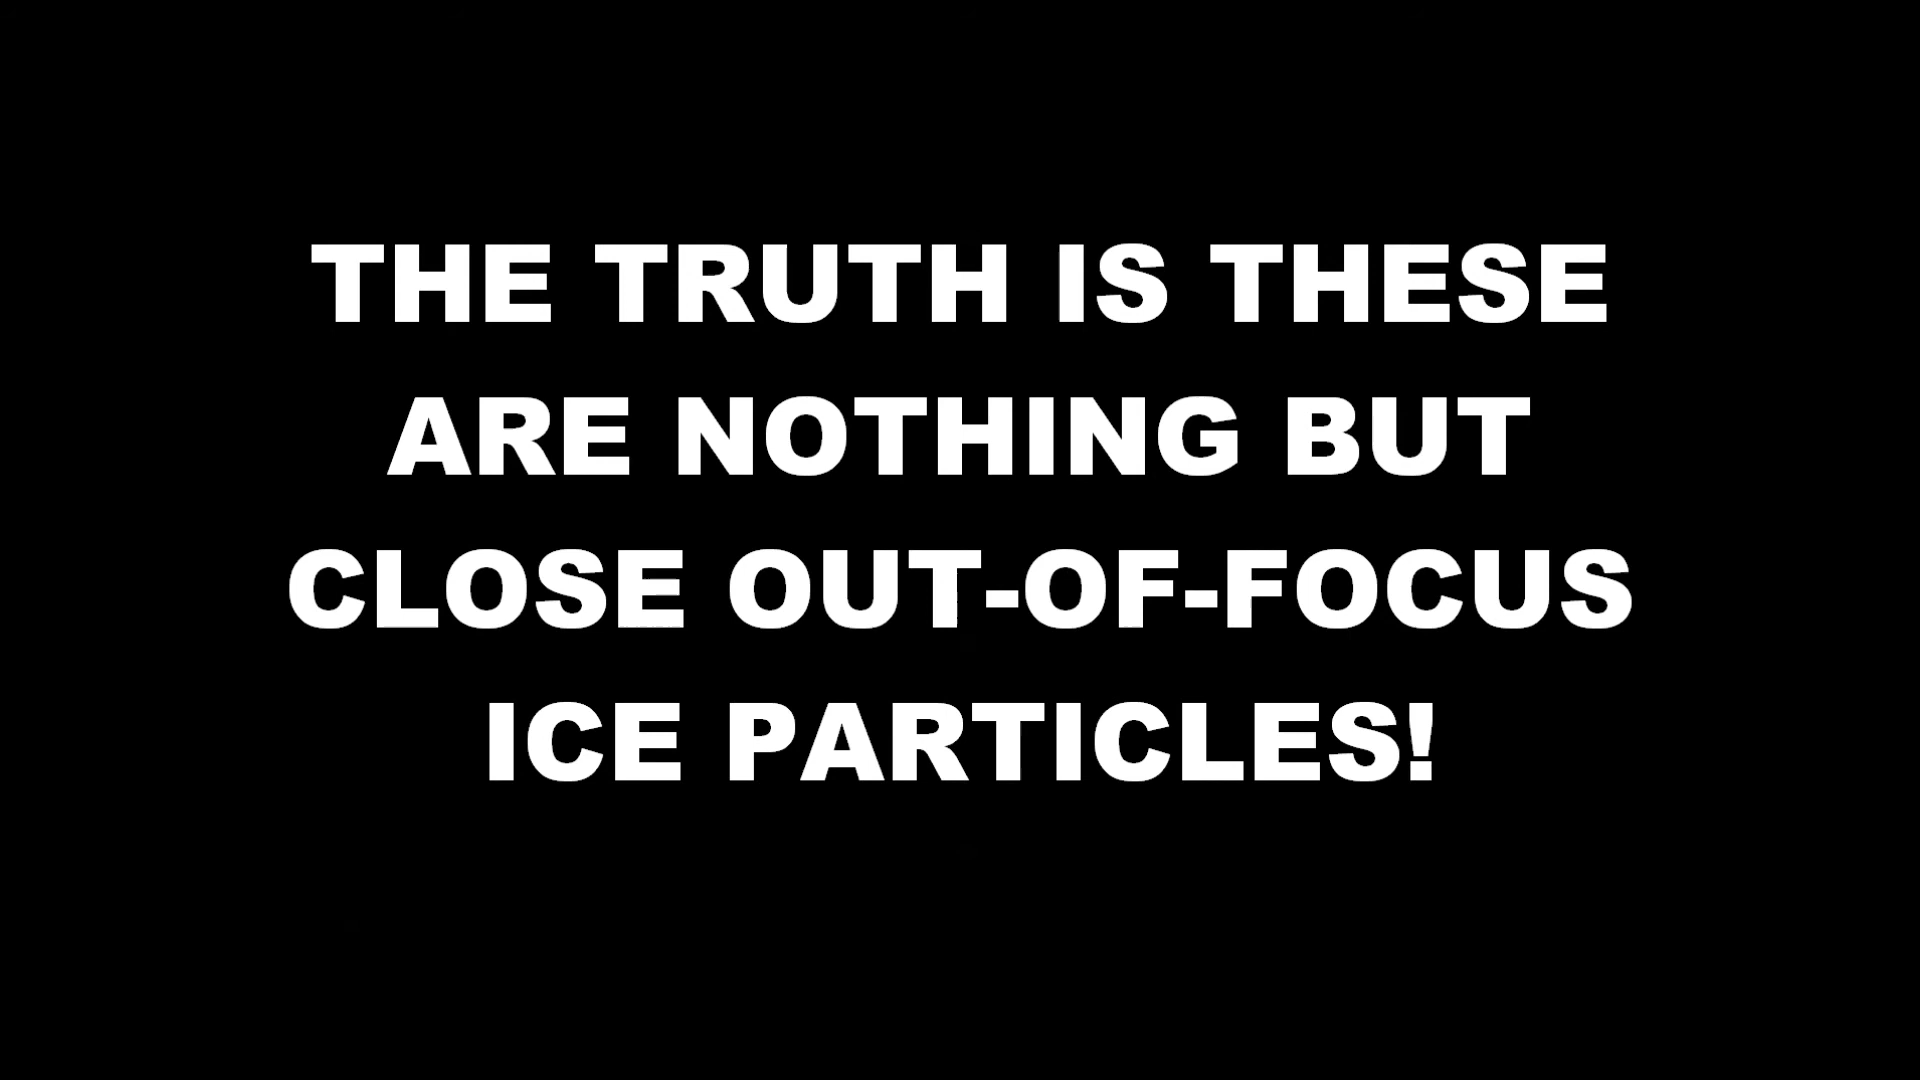 THE TRUTH IS THESE
ARE NOTHING BUT
CLOSE OUT-OF-FOCUS
ICE PARTICLES!